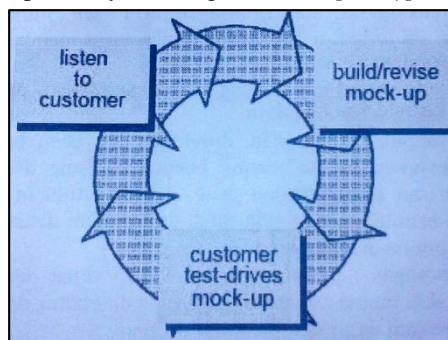 listen
to
customer
build/revise
mock-up
customer
test-drives
mock-up